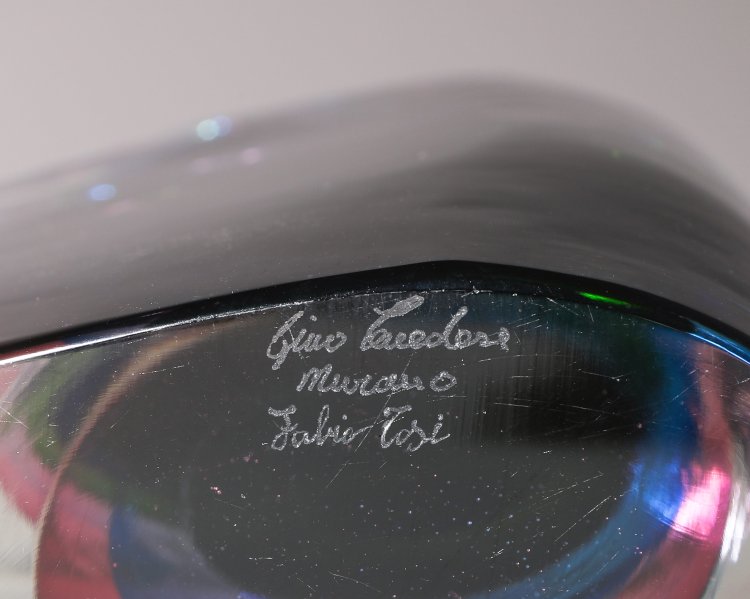 Gino Cenedese
Murano
Fabio Tosi